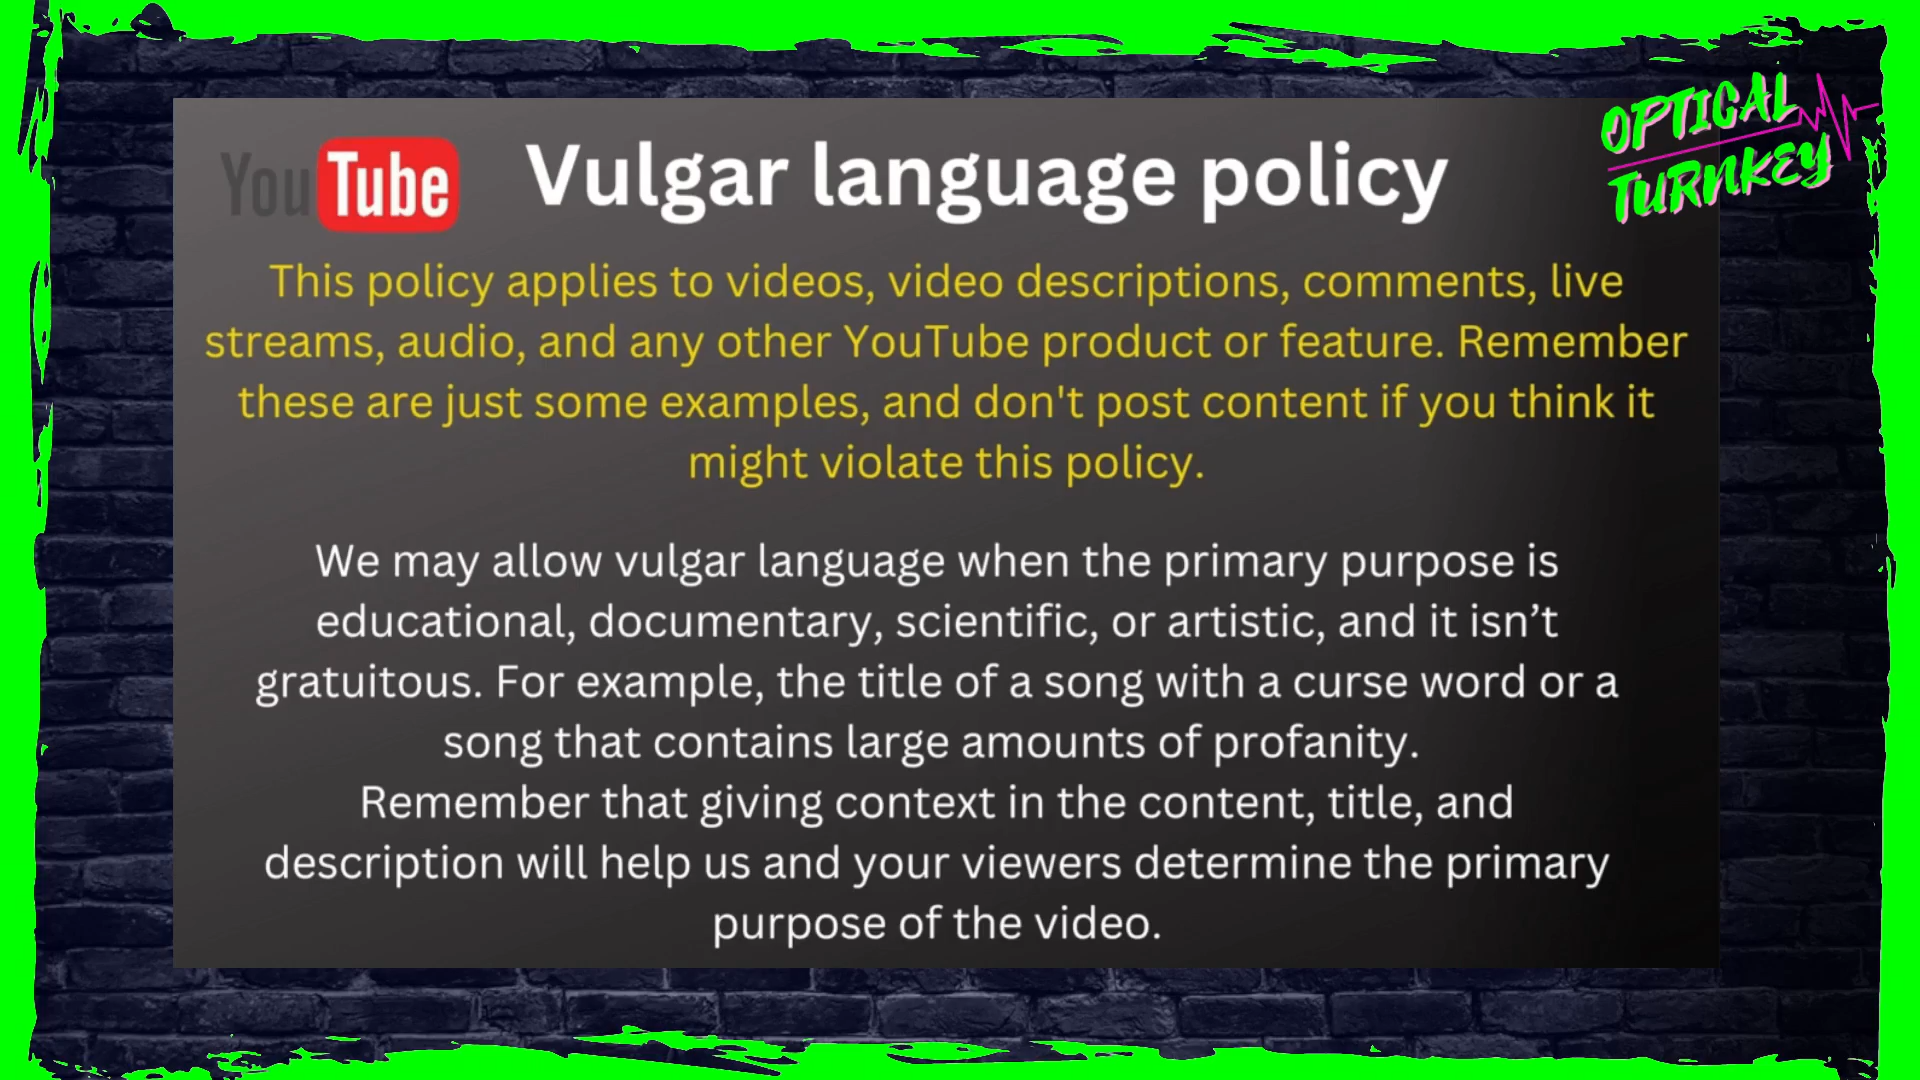 OPTICAL
TURNKEY
YouTube
Vulgar language policy
This policy applies to videos, video descriptions, comments, live
streams, audio, and any other YouTube product or feature. Remember
these are just some examples, and don't post content if you think it
might violate this policy.
We may allow vulgar language when the primary purpose is
educational, documentary, scientific, or artistic, and it isn’t
gratuitous. For example, the title of a song with a curse word or a
song that contains large amounts of profanity.
Remember that giving context in the content, title, and
description will help us and your viewers determine the primary
purpose of the video.